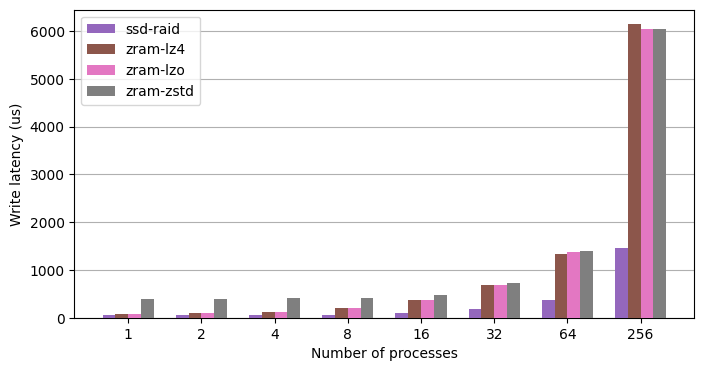 ssd-raid
zram-lz4
zram-lzo
zram-zstd
Write latency (us)
6000
5000
4000
3000
2000
1000
0
1 2 4 8 16 32 64 256
Number of processes